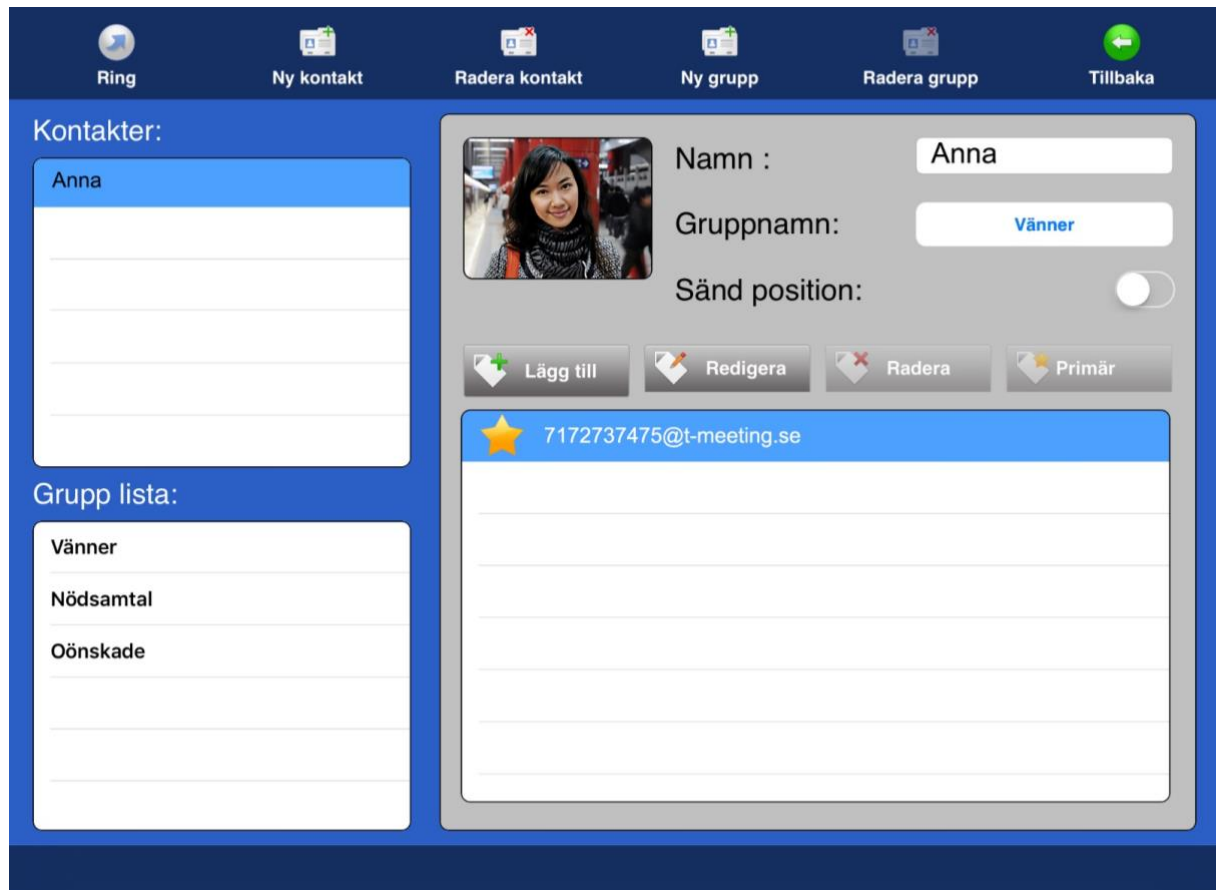 Ring
Ny kontakt
Radera kontakt
Ny grupp
Radera grupp
Tillbaka
Kontakter:
Anna
Grupp lista:
Vänner
Nödsamtal
Oönskade
Namn :
Anna
Gruppnamn:
Vänner
Sänd position:
Lägg till
Redigera
Radera
Primär
7172737475@t-meeting.se